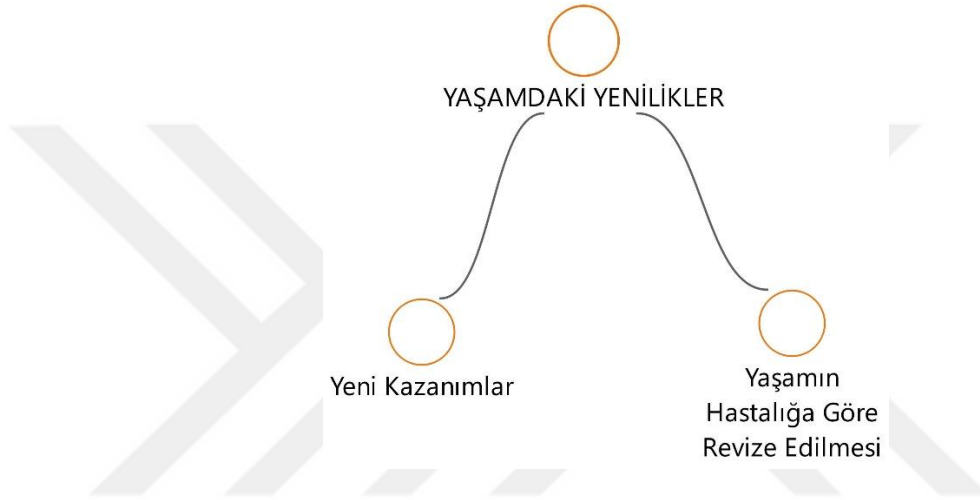 YAŞAMDAKİ YENİLİKLER
Yeni Kazanımlar
Yaşamın
Hastalığa Göre
Revize Edilmesi